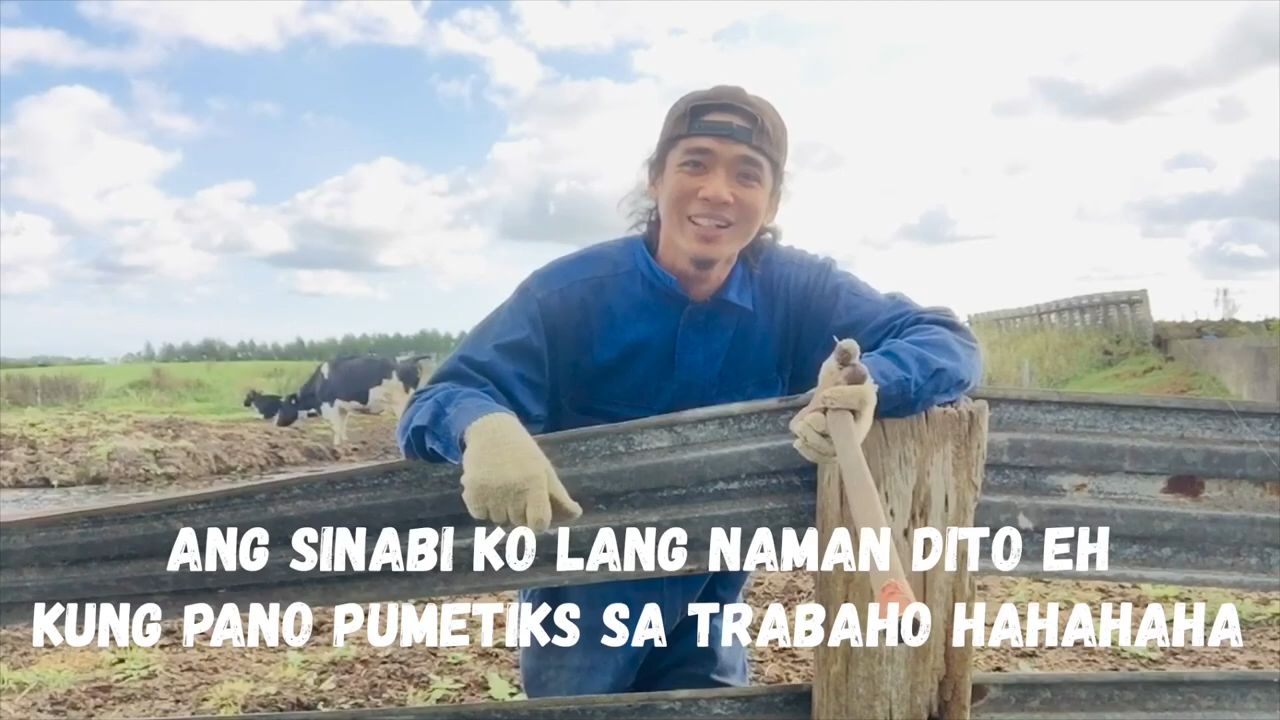 ANG SINABI KO LANG NAMAN DITO EH
KUNG PANO PUMETIKS SA TRABAHO HAHAHAHA